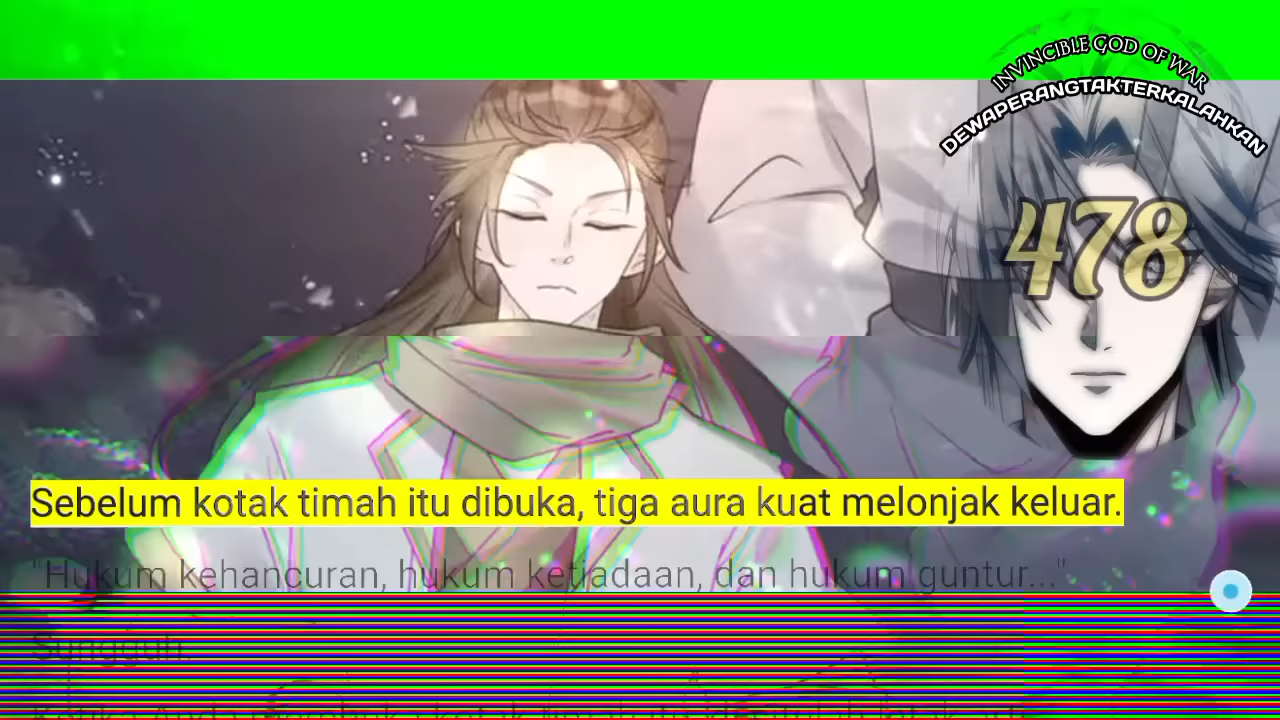 INVINCIBLE GOD OF WAR
DEWAPERANGTAKTERKALAHKAN
478
Sebelum kotak timah itu dibuka, tiga aura kuat melonjak keluar.
"Hukum kehancuran, hukum ketiadaan, dan hukum guntur..."
Sungguh.